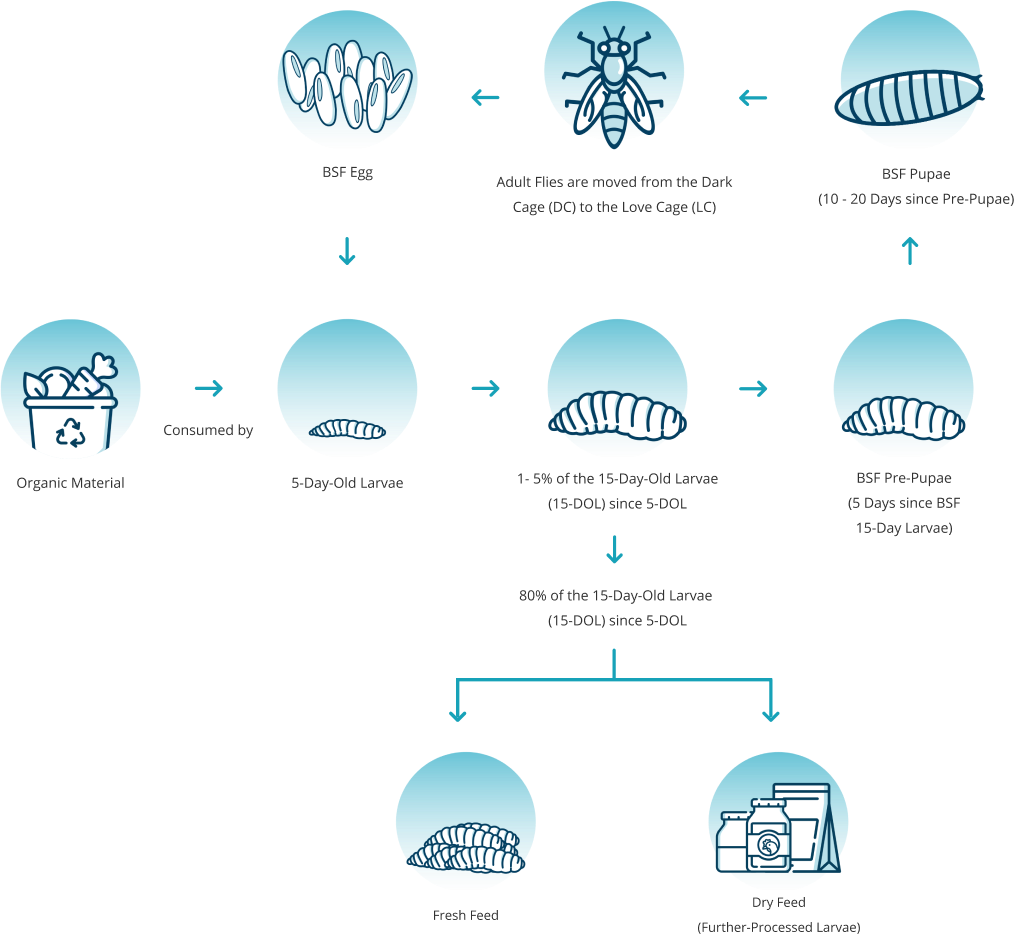 BSF Egg
Adult Flies are moved from the Dark
Cage (DC) to the Love Cage (LC)
BSF Pupae
(10 - 20 Days since Pre-Pupae)
Organic Material
Consumed by
5-Day-Old Larvae
1- 5% of the 15-Day-Old Larvae
(15-DOL) since 5-DOL
BSF Pre-Pupae
(5 Days since BSF
15-Day Larvae)
80% of the 15-Day-Old Larvae
(15-DOL) since 5-DOL
Fresh Feed
Dry Feed
(Further-Processed Larvae)